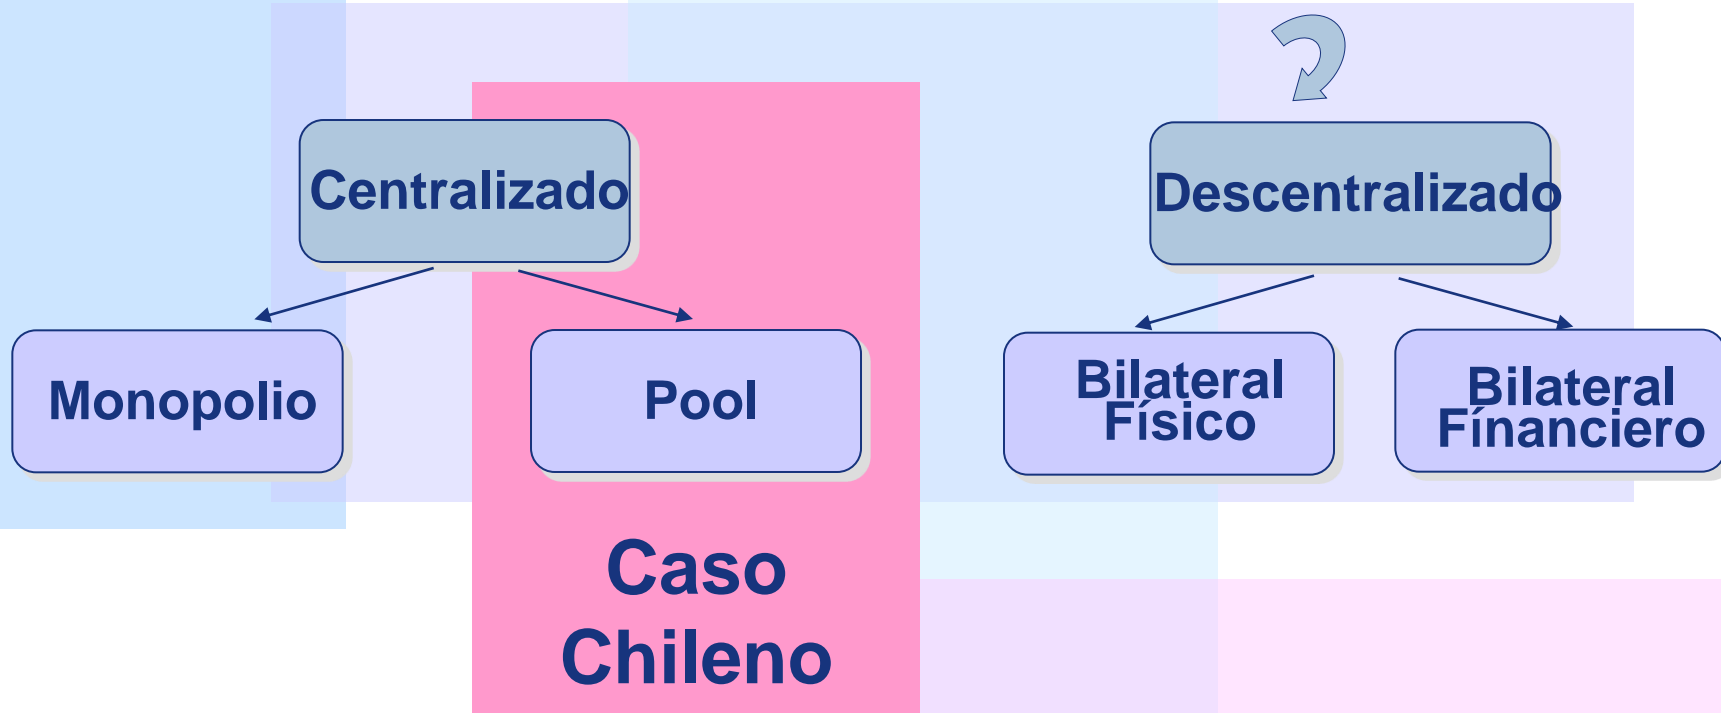 Centralizado
Descentralizado
Monopolio
Pool
Bilateral
Físico
Bilateral
Fínanciero
Caso
Chileno